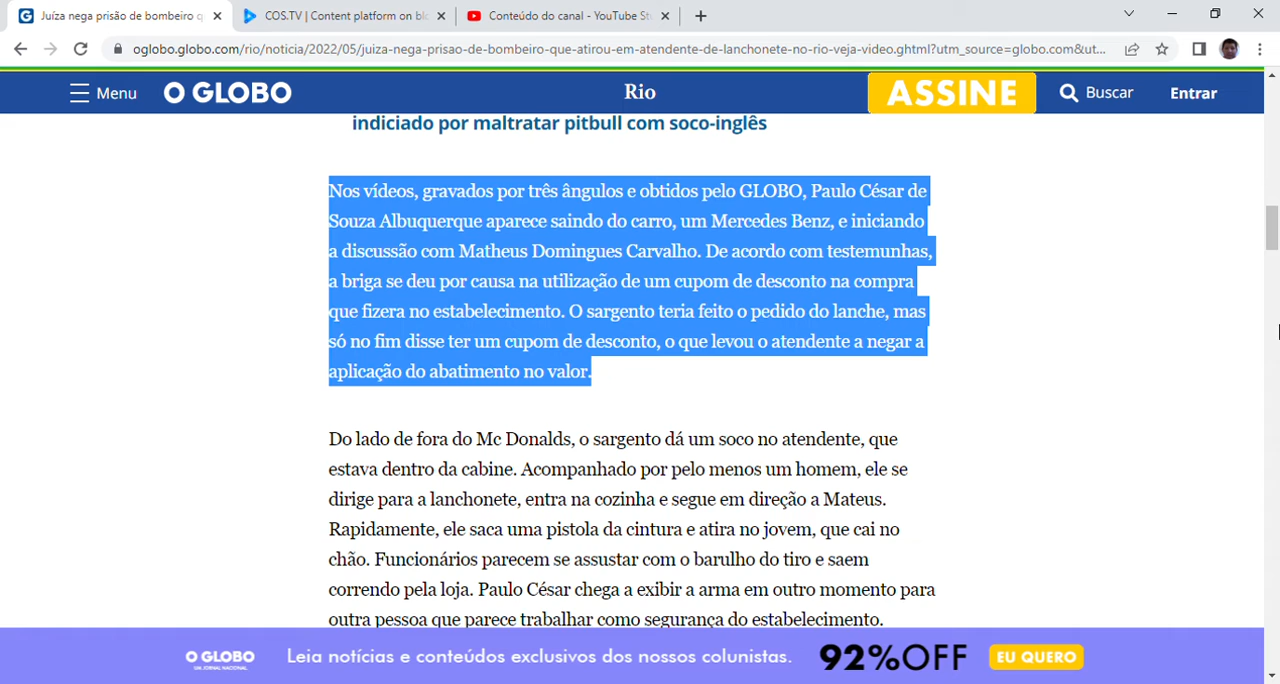 Juíza nega prisão de bombeiro q
COS.TV | Content platform on bl
Conteúdo do canal - YouTube St
oglobo.globo.com/rio/noticia/2022/05/juiza-nega-prisao-de-bombeiro-que-atirou-em-atendente-de-lanchonete-no-rio-veja-video.ghtml?utm_source=globo.com&ut...
Menu O GLOBO Rio ASSINE Buscar Entrar
indiciado por maltratar pitbull com soco-inglês
Nos vídeos, gravados por três ângulos e obtidos pelo GLOBO, Paulo César de
Souza Albuquerque aparece saindo do carro, um Mercedes Benz, e iniciando
a discussão com Matheus Domingues Carvalho. De acordo com testemunhas,
a briga se deu por causa na utilização de um cupom de desconto na compra
que fizera no estabelecimento. O sargento teria feito o pedido do lanche, mas
só no fim disse ter um cupom de desconto, o que levou o atendente a negar a
aplicação do abatimento no valor.
Do lado de fora do Mc Donalds, o sargento dá um soco no atendente, que
estava dentro da cabine. Acompanhado por pelo menos um homem, ele se
dirige para a lanchonete, entra na cozinha e segue em direção a Mateus.
Rapidamente, ele saca uma pistola da cintura e atira no jovem, que cai no
chão. Funcionários parecem se assustar com o barulho do tiro e saem
correndo pela loja. Paulo César chega a exibir a arma em outro momento para
outra pessoa que parece trabalhar como segurança do estabelecimento.
O GLOBO Leia notícias e conteúdos exclusivos dos nossos colunistas. 92%OFF EU QUERO
UM JORNAL NACIONAL